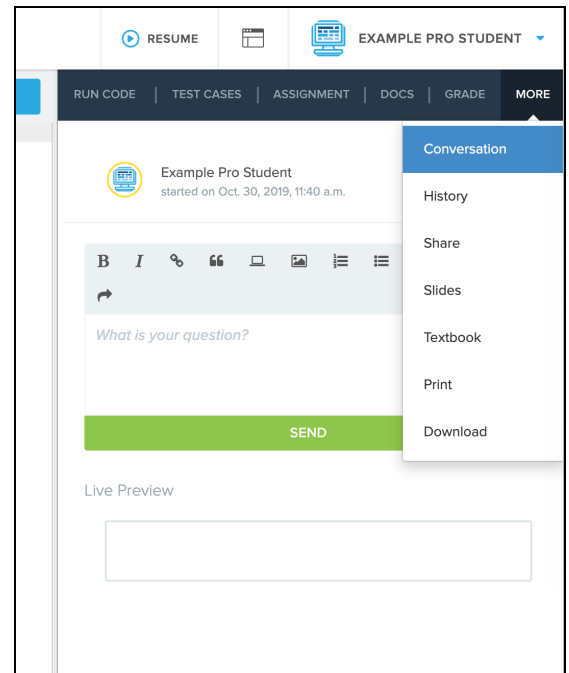 RESUME
EXAMPLE PRO STUDENT
RUN CODE | TEST CASES | ASSIGNMENT | DOCS | GRADE MORE
Conversation
History
Share
Slides
Textbook
Print
Download
Example Pro Student
started on Oct. 30, 2019, 11:40 a.m.
B I
What is your question?
SEND
Live Preview